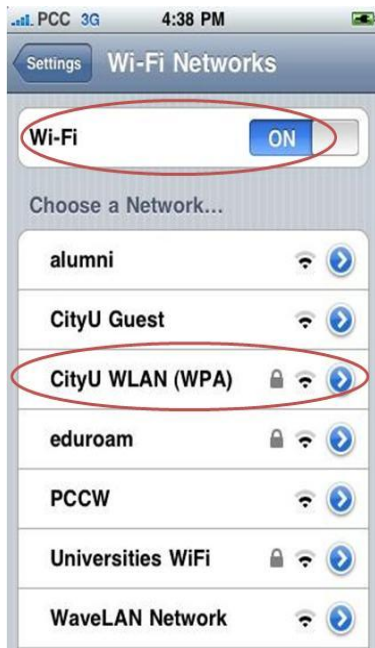 PCC 3G 4:38 PM
Settings Wi-Fi Networks
Wi-Fi ON
Choose a Network...
alumni
CityU Guest
CityU WLAN (WPA)
eduroam
PCCW
Universities WiFi
WaveLAN Network